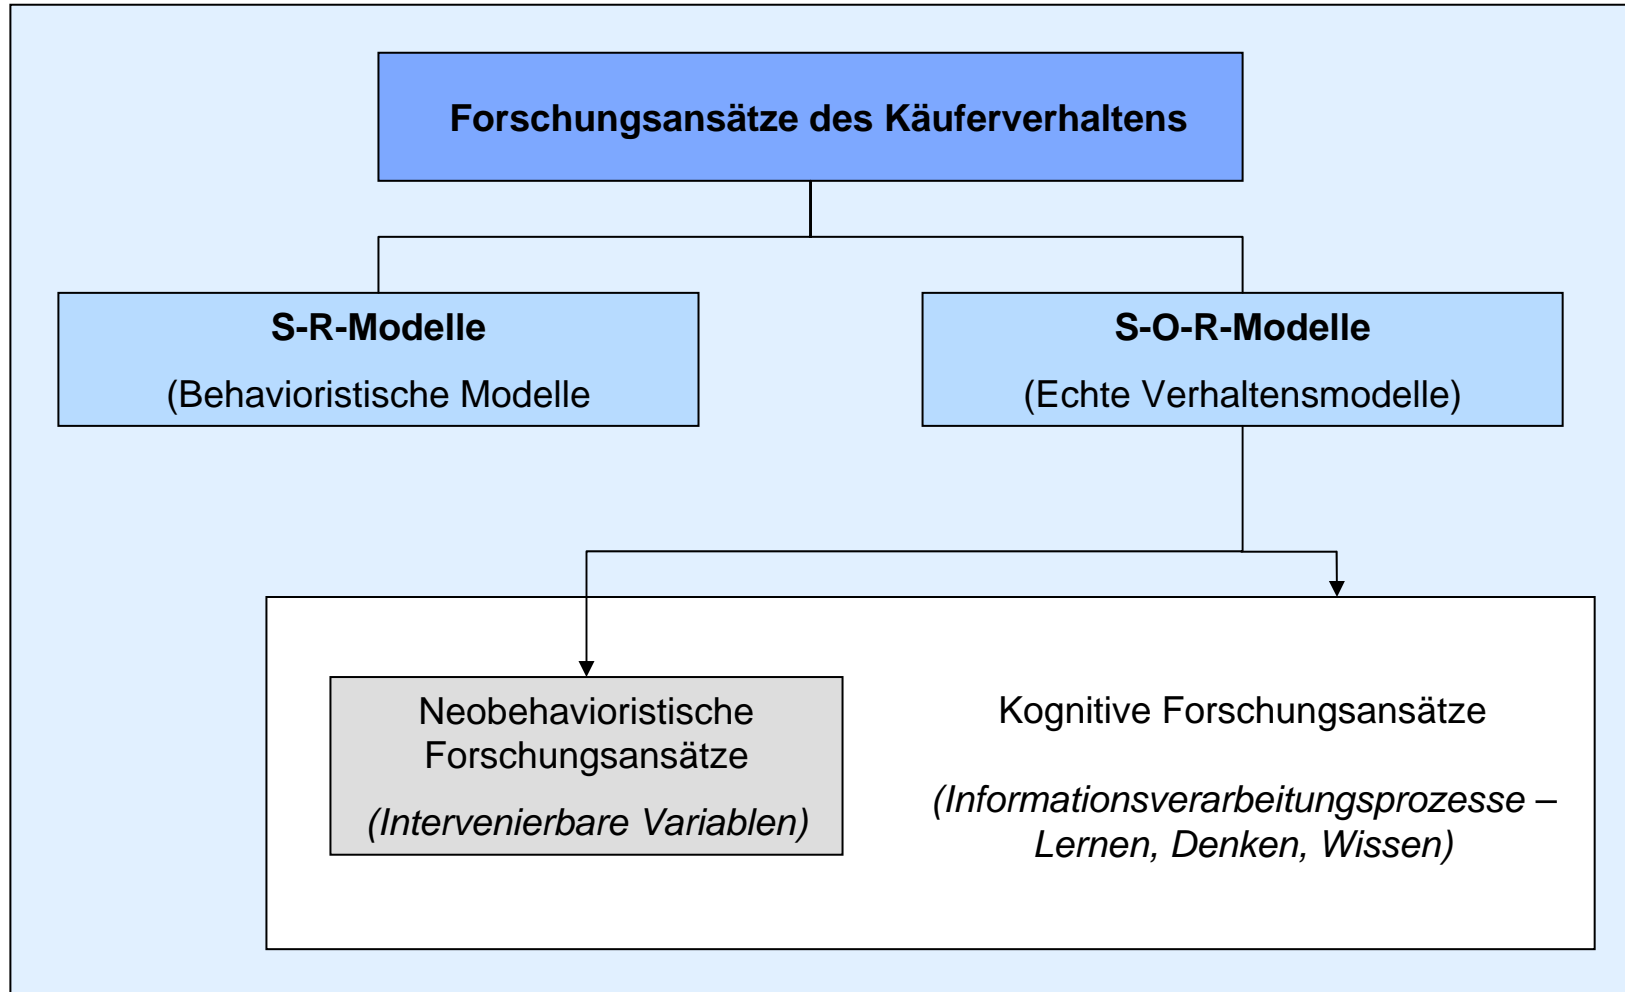 Forschungsansätze des Käuferverhaltens
S-R-Modelle
(Behavioristische Modelle
S-O-R-Modelle
(Echte Verhaltensmodelle)
Neobehavioristische
Forschungsansätze
(Intervenierbare Variablen)
Kognitive Forschungsansätze
(Informationsverarbeitungsprozesse –
Lernen, Denken, Wissen)